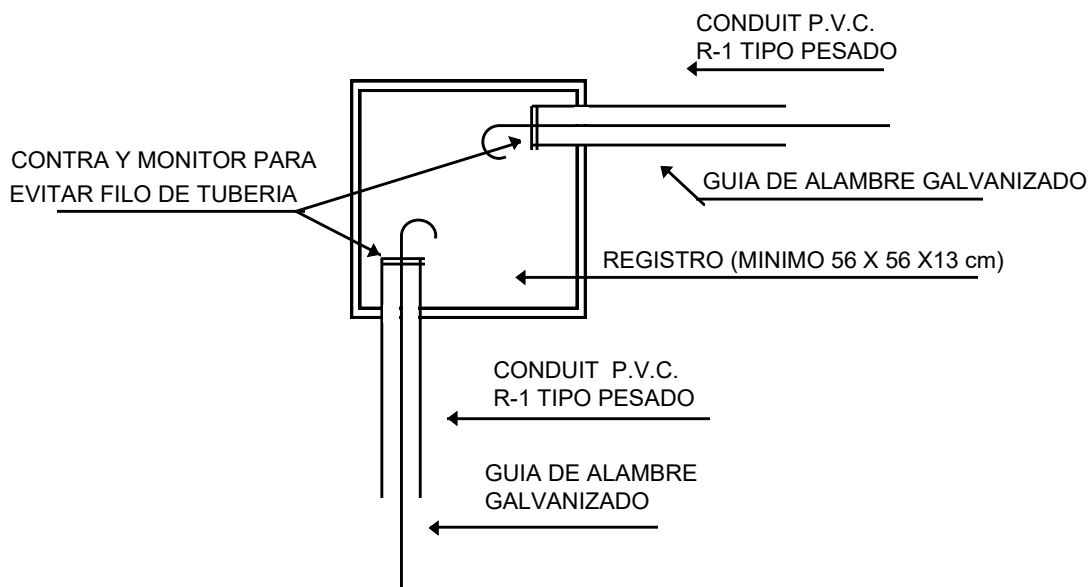 CONDUIT P.V.C.
R-1 TIPO PESADO
CONTRA Y MONITOR PARA
EVITAR FILO DE TUBERIA
GUIA DE ALAMBRE GALVANIZADO
REGISTRO (MINIMO 56 X 56 X13 cm)
CONDUIT P.V.C.
R-1 TIPO PESADO
GUIA DE ALAMBRE
GALVANIZADO